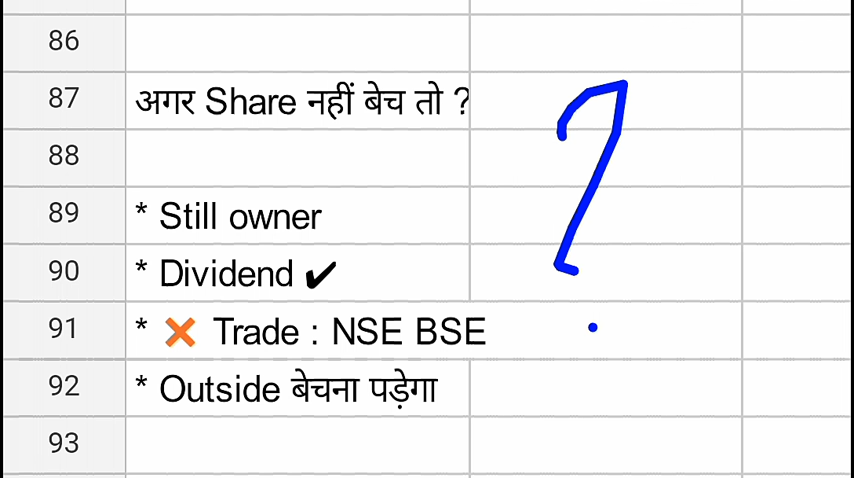 86
87 अगर Share नहीं बेच तो ?
88
89 * Still owner
90 * Dividend ✔
91 * ❌ Trade : NSE BSE
92 * Outside बेचना पड़ेगा
93
?